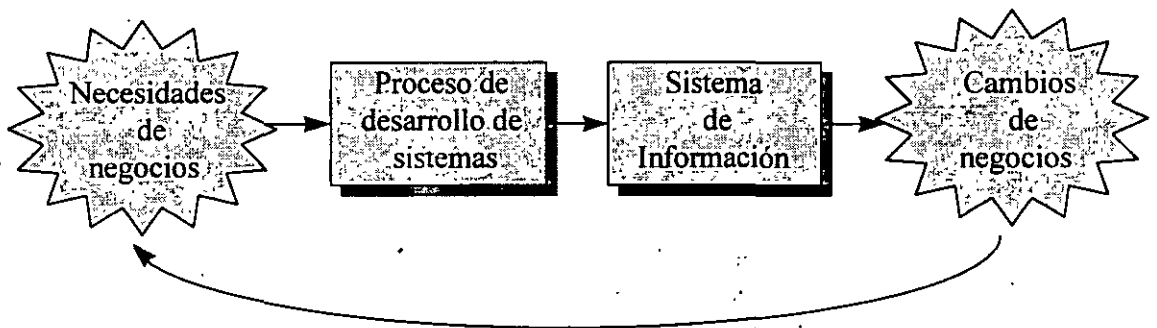 Necesidades
de
negocios
Proceso de
desarrollo de
sistemas
Sistema
de
Información
Cambios
de
negocios